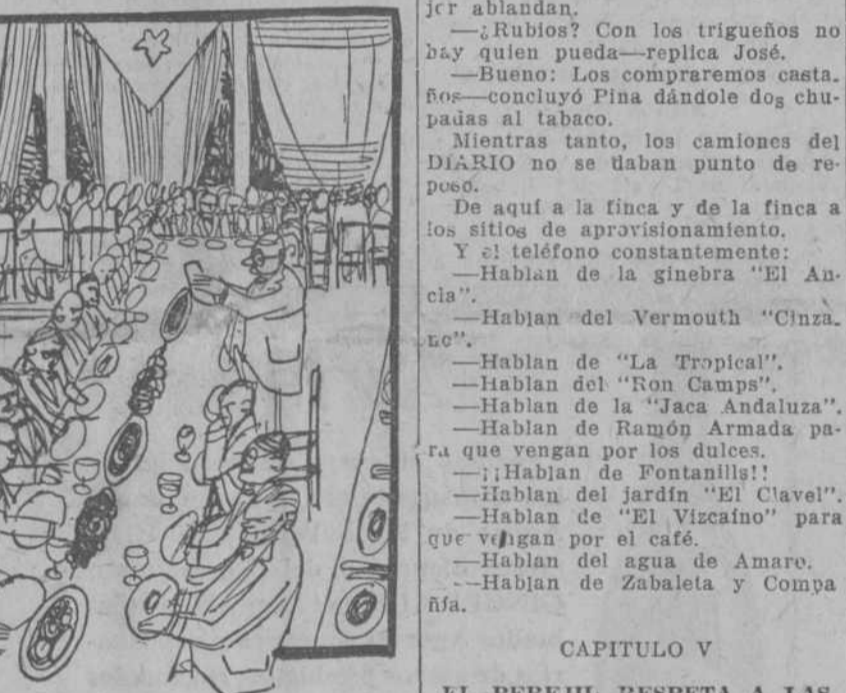 jer ablandan.
—¿Rubios? Con los trigueños no
hay quien pueda—replica José.
—Bueno: Los compraremos casta.
ños—concluyó Pina dándole dos chu-
padas al tabaco.
Mientras tanto, los camiones del
DIARIO no se daban punto de re-
poso.
De aquí a la finca y de la finca a
los sitios de aprovisionamiento.
Y el teléfono constantemente:
—Hablan de la ginebra "El An-
cla".
—Hablan del Vermouth "Cinza.
no".
—Hablan de "La Tropical".
—Hablan del "Ron Camps".
—Hablan de la "Jaca Andaluza".
—Hablan de Ramón Armada pa-
ra que vengan por los dulces.
—¡¡Hablan de Fontanills!!
—Hablan del jardín "El Clavel".
—Hablan de "El Vizcaíno" para
que vengan por el café.
—Hablan del agua de Amaro.
—Hablan de Zabaleta y Compa
ñía.
CAPITULO V
EL PEREJIL RESPETA A LAS